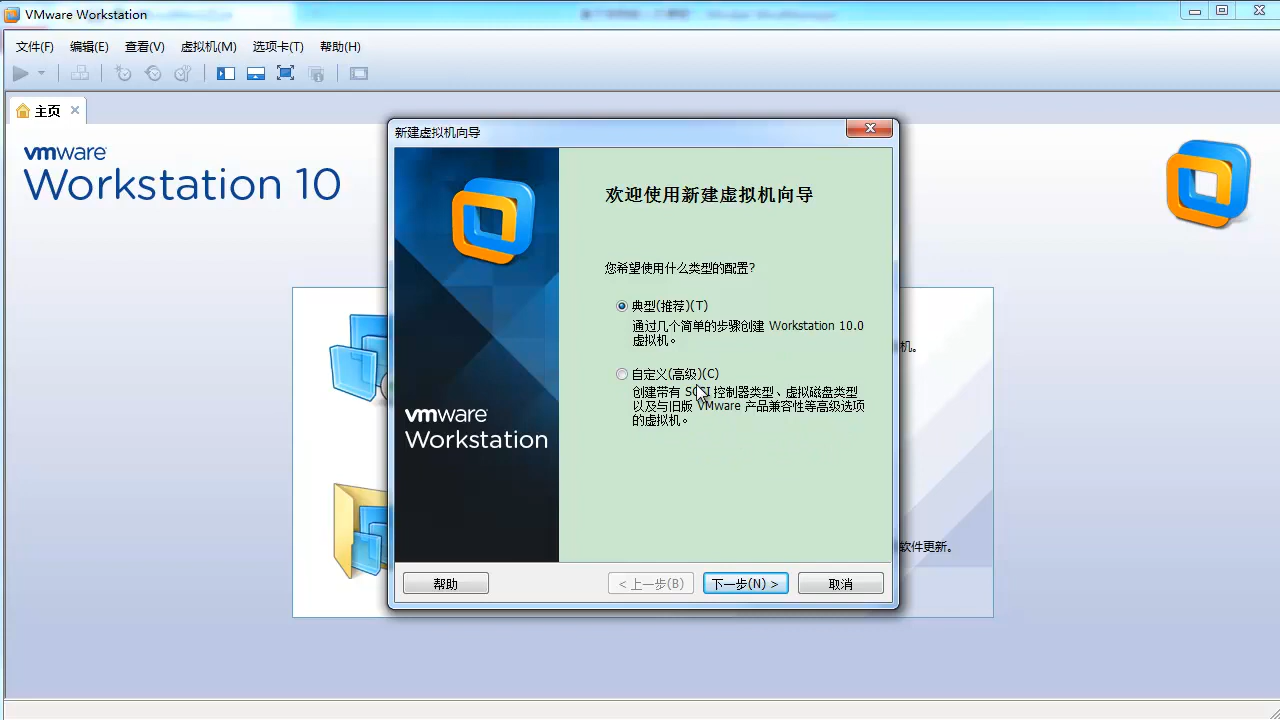 VMware Workstation
文件(F) 编辑(E) 查看(V) 虚拟机(M) 选项卡(T) 帮助(H)
主页
vmware
Workstation 10
新建虚拟机向导
欢迎使用新建虚拟机向导
您希望使用什么类型的配置?
典型(推荐)(T)
通过几个简单的步骤创建 Workstation 10.0
虚拟机。
机。
自定义(高级)(C)
创建带有 SCSI 控制器类型、虚拟磁盘类型
以及与旧版 VMware 产品兼容性等高级选项
的虚拟机。
vmware
Workstation
软件更新。
帮助 < 上一步(B) 下一步(N) > 取消